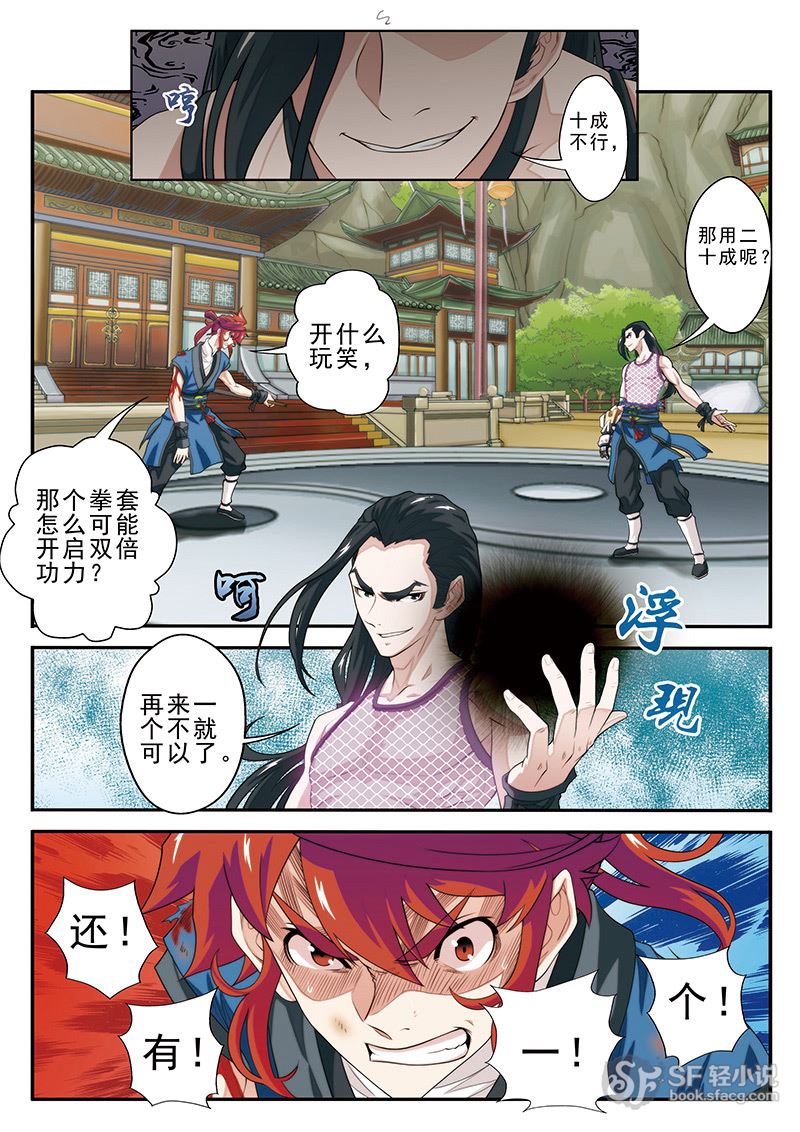 哼
十成
不行，
那用二
十成呢？
开什么
玩笑，
那个拳套
怎么可能
开启双倍
功力？
呵
浮
现
再来一
个不就
可以了。
还！
有！
一！
个！
SF轻小说
book.sfacg.com